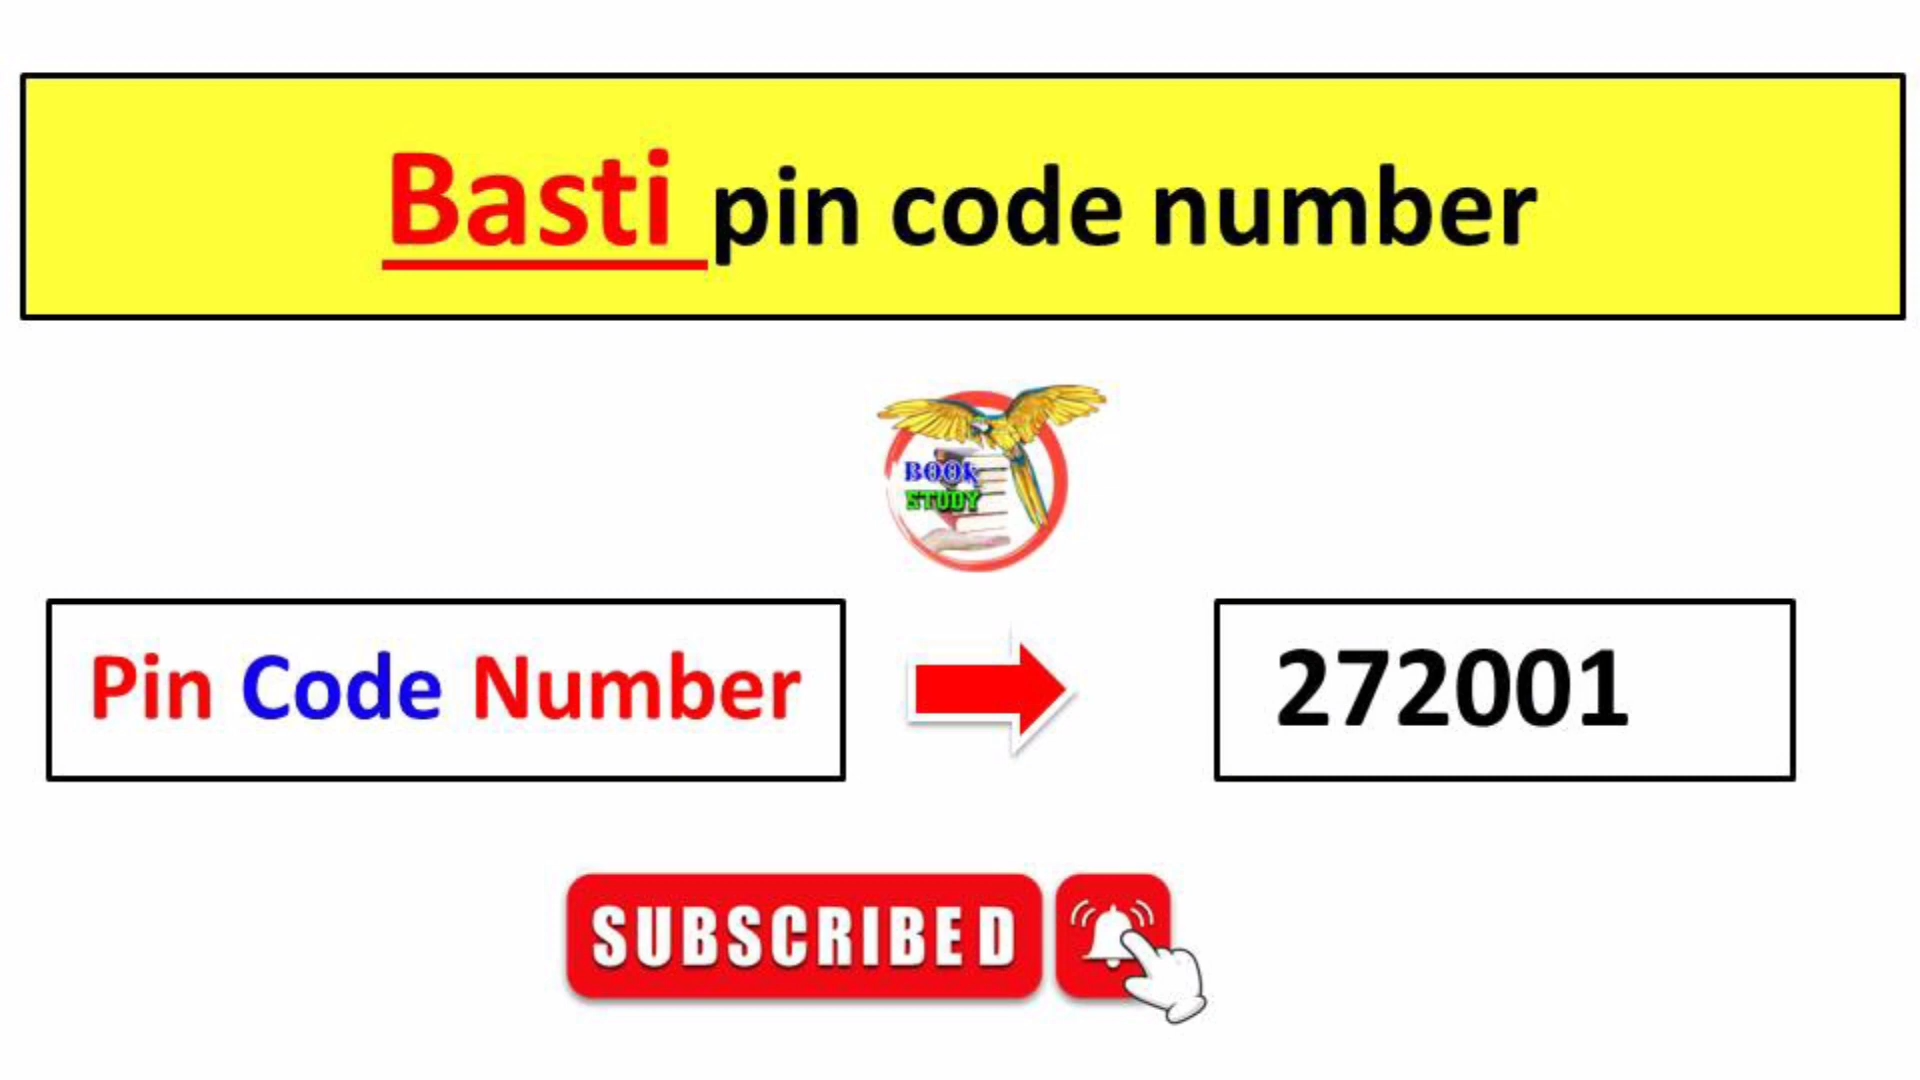 Basti pin code number
BOOK
STUDY
Pin Code Number
272001
SUBSCRIBED